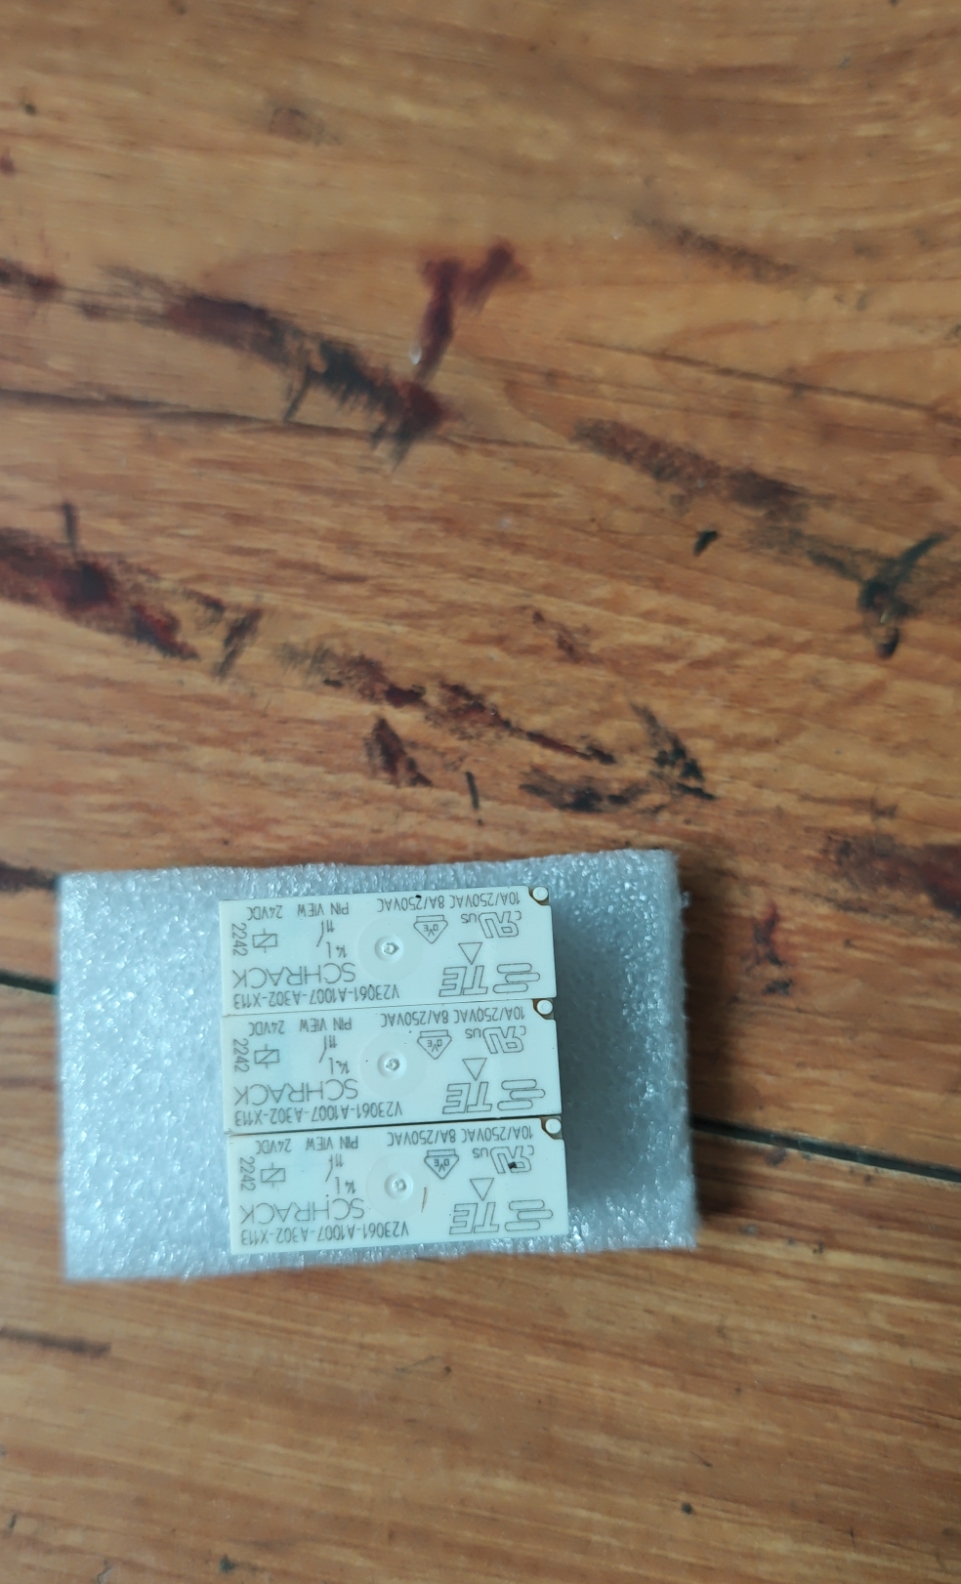 V23061-A1007-A302-X113
TE SCHRACK
10A/250VAC 8A/250VAC
PIN VIEW 24VDC
2242
V23061-A1007-A302-X113
TE SCHRACK
10A/250VAC 8A/250VAC
PIN VIEW 24VDC
2242
V23061-A1007-A302-X113
TE SCHRACK
10A/250VAC 8A/250VAC
PIN VIEW 24VDC
2242